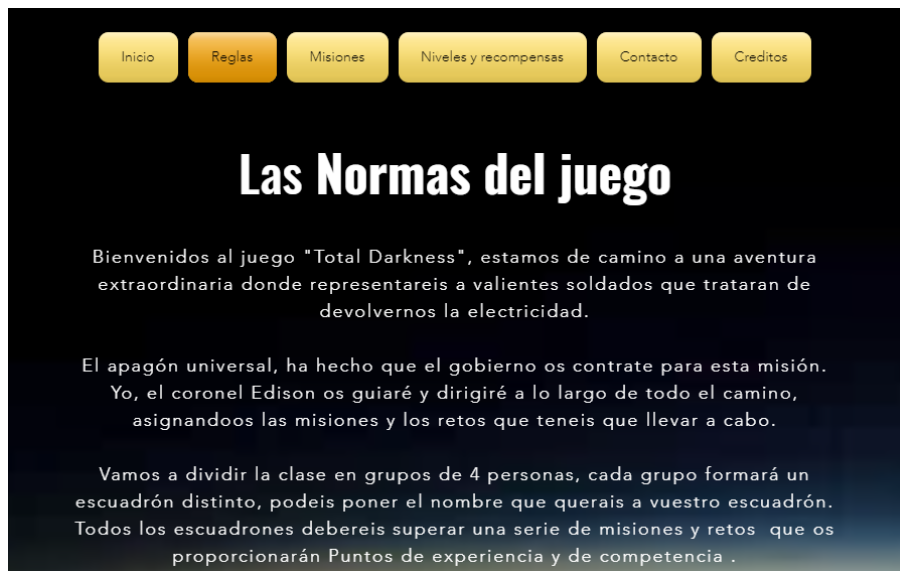 Inicio Reglas Misiones Niveles y recompensas Contacto Creditos
Las Normas del juego
Bienvenidos al juego "Total Darkness", estamos de camino a una aventura
extraordinaria donde representareis a valientes soldados que trataran de
devolvernos la electricidad.
El apagón universal, ha hecho que el gobierno os contrate para esta misión.
Yo, el coronel Edison os guiaré y dirigiré a lo largo de todo el camino,
asignandoos las misiones y los retos que teneis que llevar a cabo.
Vamos a dividir la clase en grupos de 4 personas, cada grupo formará un
escuadrón distinto, podeis poner el nombre que querais a vuestro escuadrón.
Todos los escuadrones debereis superar una serie de misiones y retos  que os
proporcionarán Puntos de experiencia y de competencia .